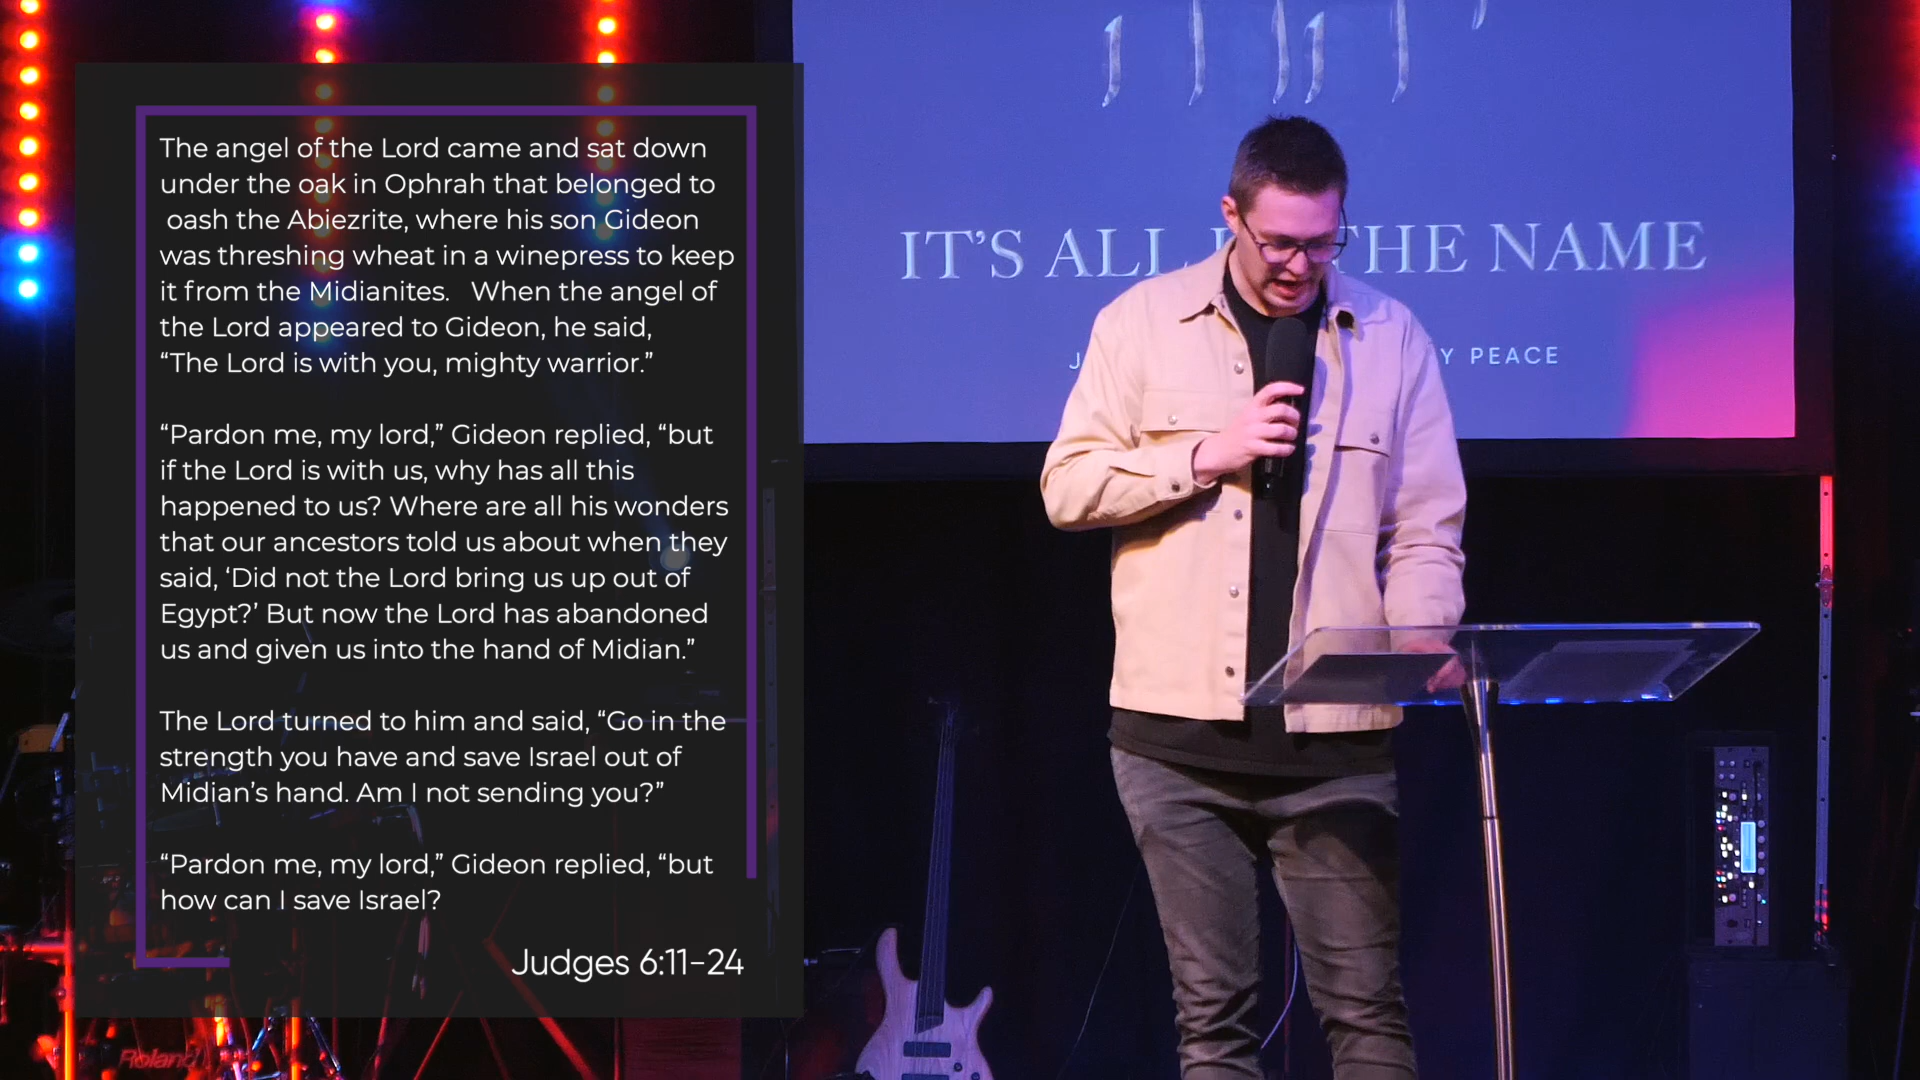 The angel of the Lord came and sat down
under the oak in Ophrah that belonged to
oash the Abiezrite, where his son Gideon
was threshing wheat in a winepress to keep
it from the Midianites. When the angel of
the Lord appeared to Gideon, he said,
“The Lord is with you, mighty warrior.”
“Pardon me, my lord,” Gideon replied, “but
if the Lord is with us, why has all this
happened to us? Where are all his wonders
that our ancestors told us about when they
said, ‘Did not the Lord bring us up out of
Egypt?’ But now the Lord has abandoned
us and given us into the hand of Midian.”
The Lord turned to him and said, “Go in the
strength you have and save Israel out of
Midian’s hand. Am I not sending you?”
“Pardon me, my lord,” Gideon replied, “but
how can I save Israel?
Judges 6:11-24
IT’S ALL THE NAME
PEACE
Roland